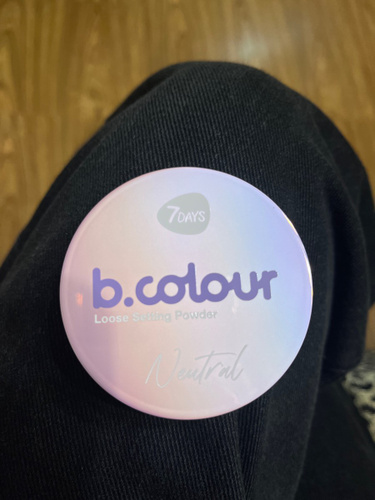 7DAYS
b.colour
Loose Setting Powder
Neutral